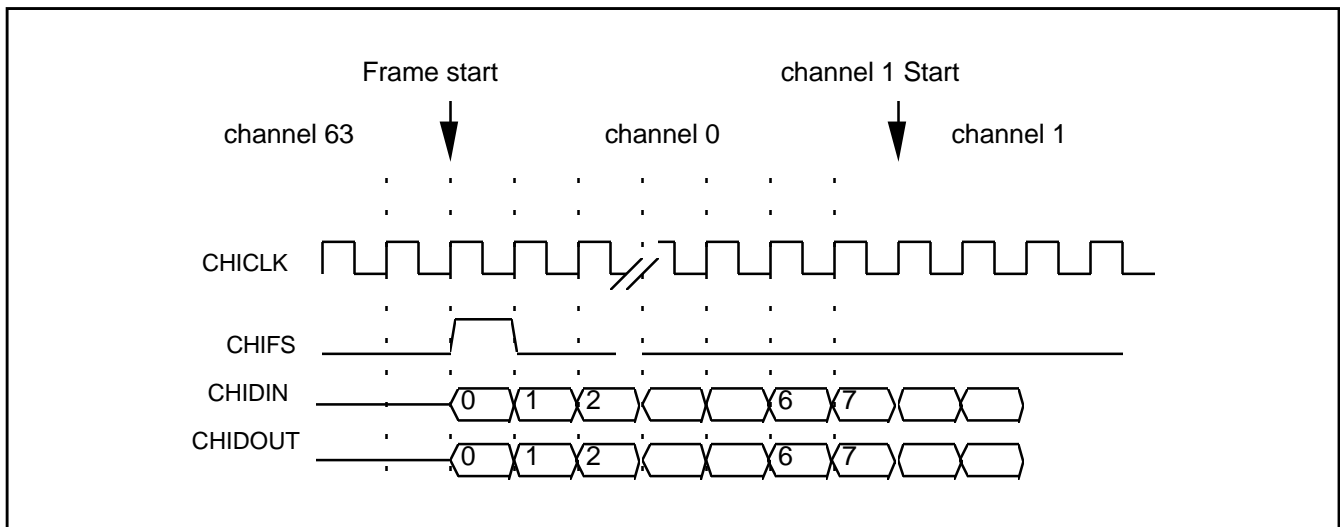 Frame start
channel 1 Start
channel 63
channel 0
channel 1
CHICLK
CHIFS
CHIDIN
0 1 2 6 7
CHIDOUT
0 1 2 6 7